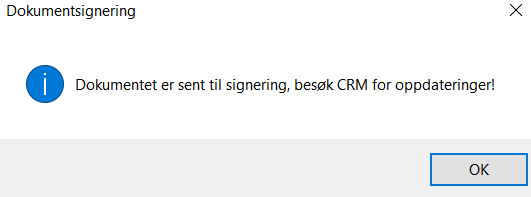 Dokumentsignering
Dokumentet er sent til signering, besøk CRM for oppdateringer!
OK